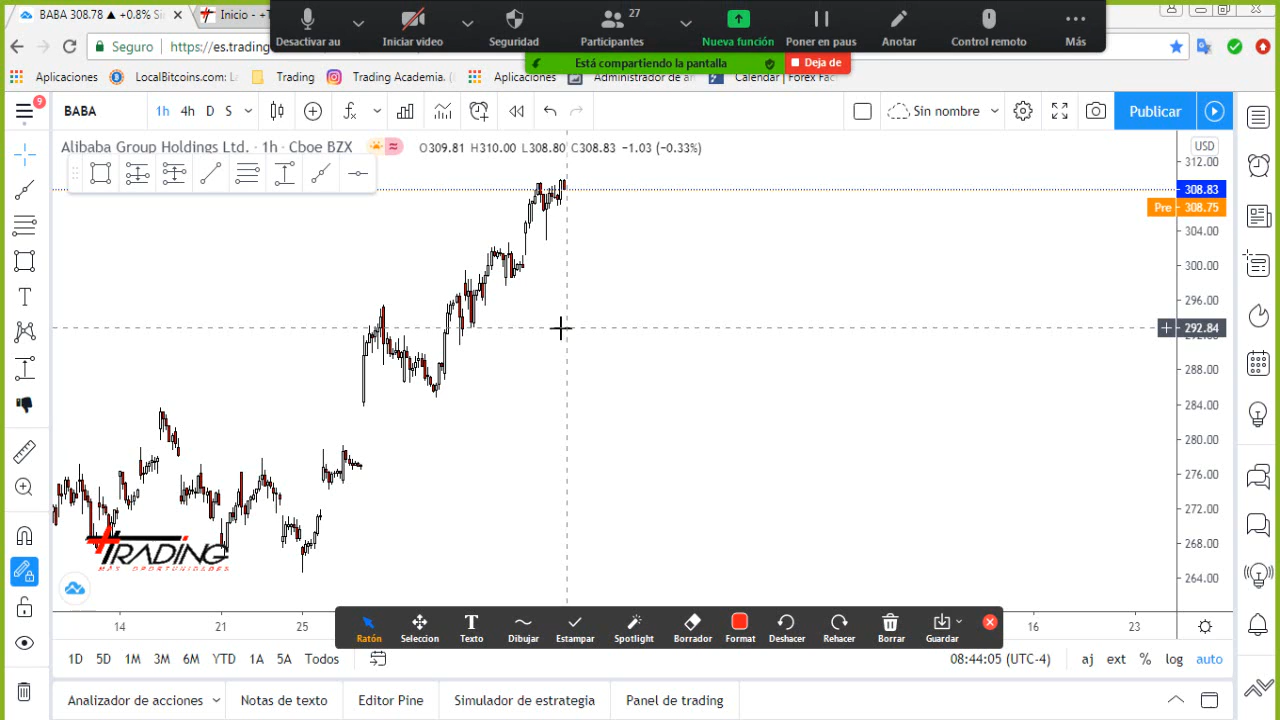 BABA 308.78 ▲ +0.8% Si
Inicio - +T
Desactivar au
Iniciar video
Seguridad
27
Participantes
Nueva función
Poner en paus
Anotar
Control remoto
Más
Seguro
https://es.trading
Está compartiendo la pantalla
Deja de
Aplicaciones
LocalBitcoins.com: L
Trading
Trading Academia. (
Aplicaciones
Administrador de ar
Calendar | Forex Fac
9
BABA
1h
4h
D
S
Sin nombre
Publicar
Alibaba Group Holdings Ltd. · 1h · Cboe BZX
O309.81 H310.00 L308.80 C308.83 −1.03 (−0.33%)
USD
312.00
308.83
Pre 308.75
304.00
300.00
296.00
292.84
288.00
284.00
280.00
276.00
272.00
268.00
264.00
+TRADING
MÁS OPORTUNIDADES
14
21
25
16
23
Ratón
Seleccion
Texto
Dibujar
Estampar
Spotlight
Borrador
Format
Deshacer
Rehacer
Borrar
Guardar
1D
5D
1M
3M
6M
YTD
1A
5A
Todos
08:44:05 (UTC-4)
aj
ext
%
log
auto
Analizador de acciones
Notas de texto
Editor Pine
Simulador de estrategia
Panel de trading